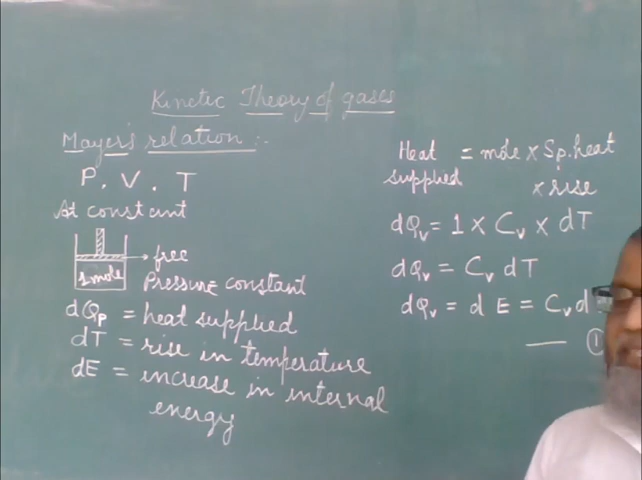 Kinetic Theory of gases
Mayer's relation :-
P, V, T
At constant
free
1 mole
Pressure constant
dQp = heat supplied
dT = rise in temperature
dE = increase in internal
energy
Heat = mole x Sp. heat
supplied x rise
dQv = 1 x Cv x dT
dQv = Cv dT
dQv = d E = Cv d
— 1